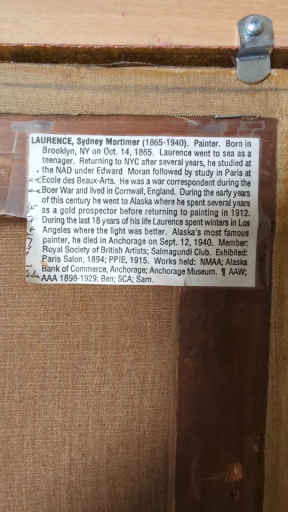 LAURENCE, Sydney Mortimer (1865-1940). Painter. Born in
Brooklyn, NY on Oct. 14, 1865. Laurence went to sea as a
teenager. Returning to NYC after several years, he studied at
the NAD under Edward Moran followed by study in Paris at
Ecole des Beaux-Arts. He was a war correspondent during the
Boer War and lived in Cornwall, England. During the early years
of this century he went to Alaska where he spent several years
as a gold prospector before returning to painting in 1912.
During the last 18 years of his life Laurence spent winters in Los
Angeles where the light was better. Alaska's most famous
painter, he died in Anchorage on Sept. 12, 1940. Member:
Royal Society of British Artists; Salmagundi Club. Exhibited:
Paris Salon, 1894; PPIE, 1915. Works held: NMAA; Alaska
Bank of Commerce, Anchorage; Anchorage Museum. ¶ AAW;
AAA 1898-1929; Ben; SCA; Sam.